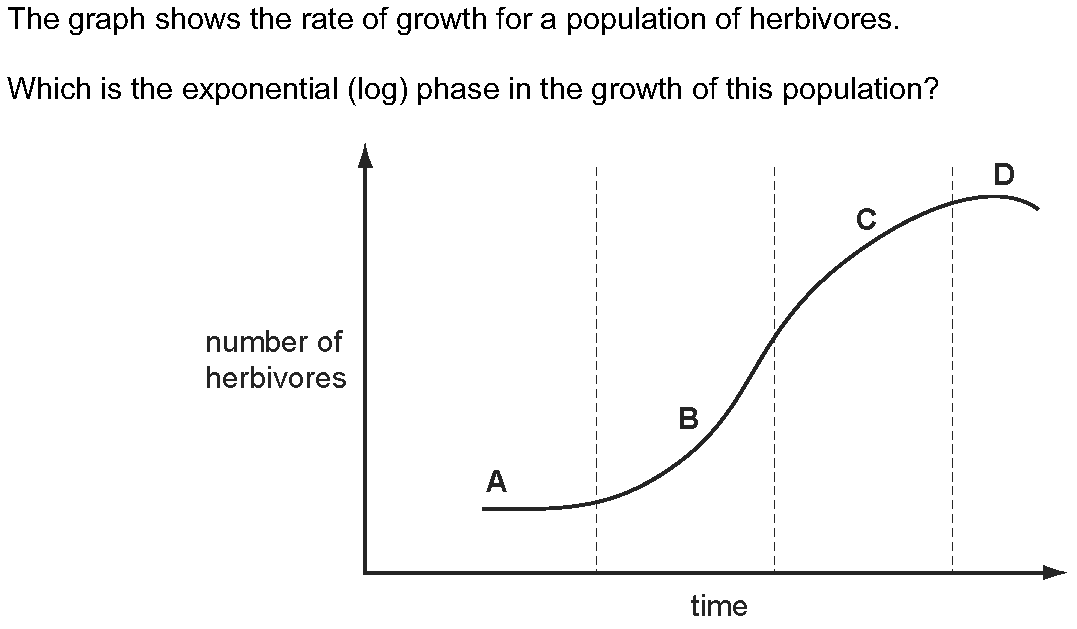 The graph shows the rate of growth for a population of herbivores.
Which is the exponential (log) phase in the growth of this population?
D
C
number of
herbivores
B
A
time